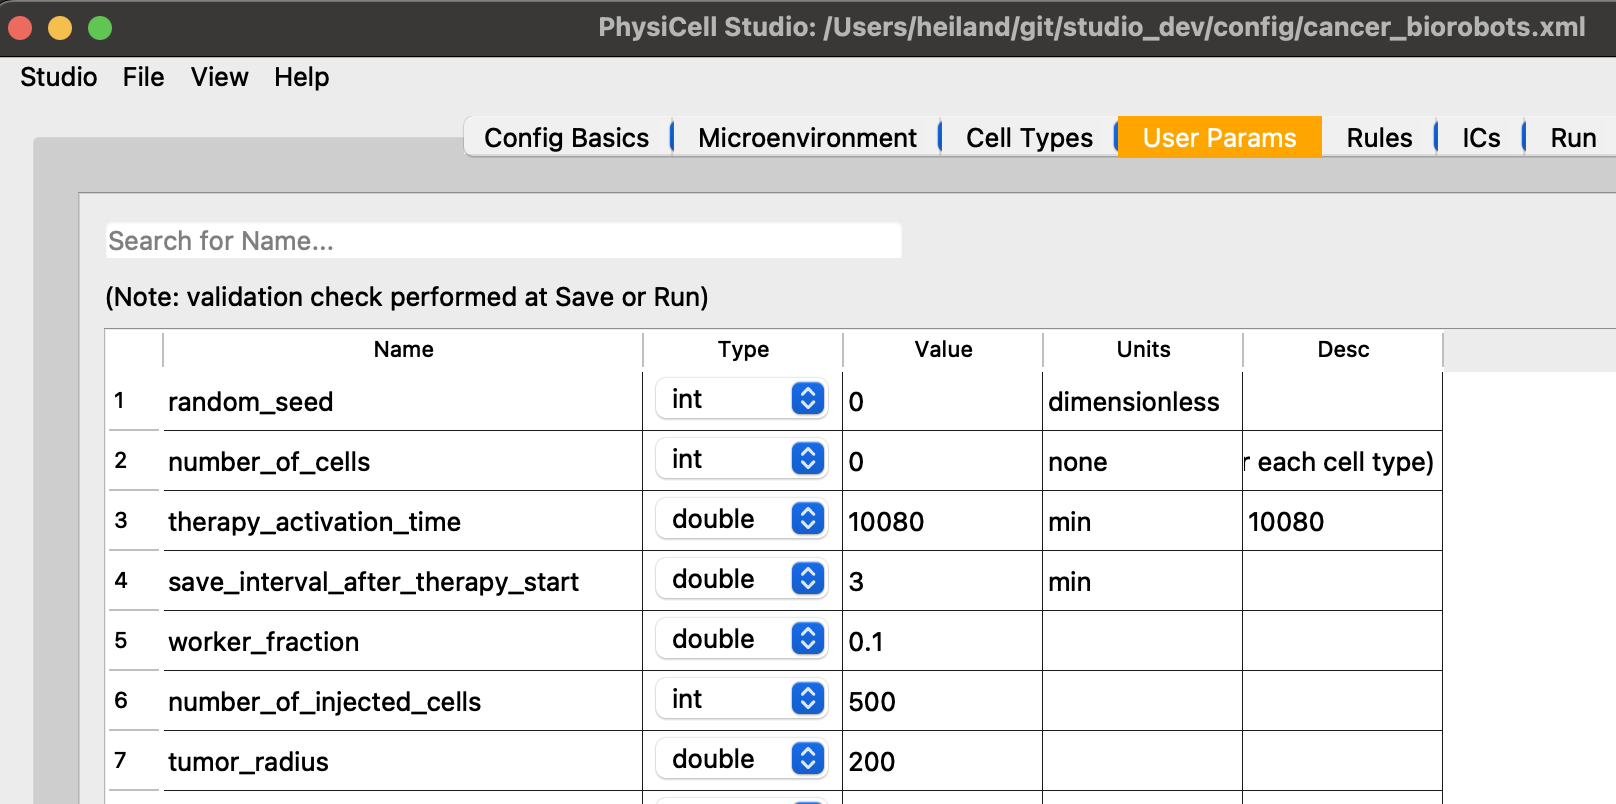 PhysiCell Studio: /Users/heiland/git/studio_dev/config/cancer_biorobots.xml
Studio File View Help
Config Basics Microenvironment Cell Types User Params Rules ICs Run
Search for Name...
(Note: validation check performed at Save or Run)
Name Type Value Units Desc
1 random_seed int 0 dimensionless
2 number_of_cells int 0 none r each cell type)
3 therapy_activation_time double 10080 min 10080
4 save_interval_after_therapy_start double 3 min
5 worker_fraction double 0.1
6 number_of_injected_cells int 500
7 tumor_radius double 200